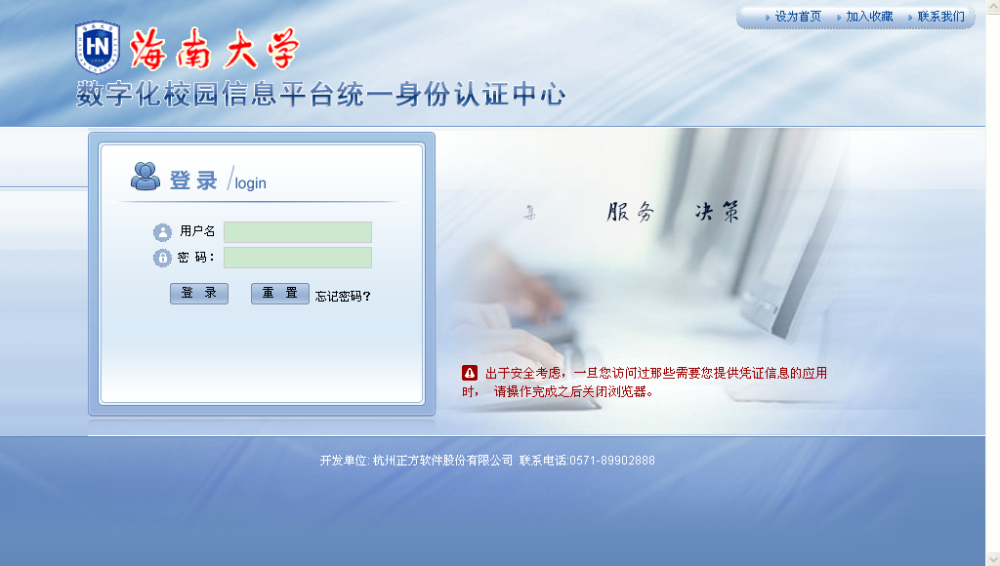 » 设为首页 » 加入收藏 » 联系我们
HN 海南大学
数字化校园信息平台统一身份认证中心
登录 /login
用户名
密 码：
登 录 重 置 忘记密码?
集 服务 决策
出于安全考虑，一旦您访问过那些需要您提供凭证信息的应用
时， 请操作完成之后关闭浏览器。
开发单位: 杭州正方软件股份有限公司 联系电话:0571-89902888